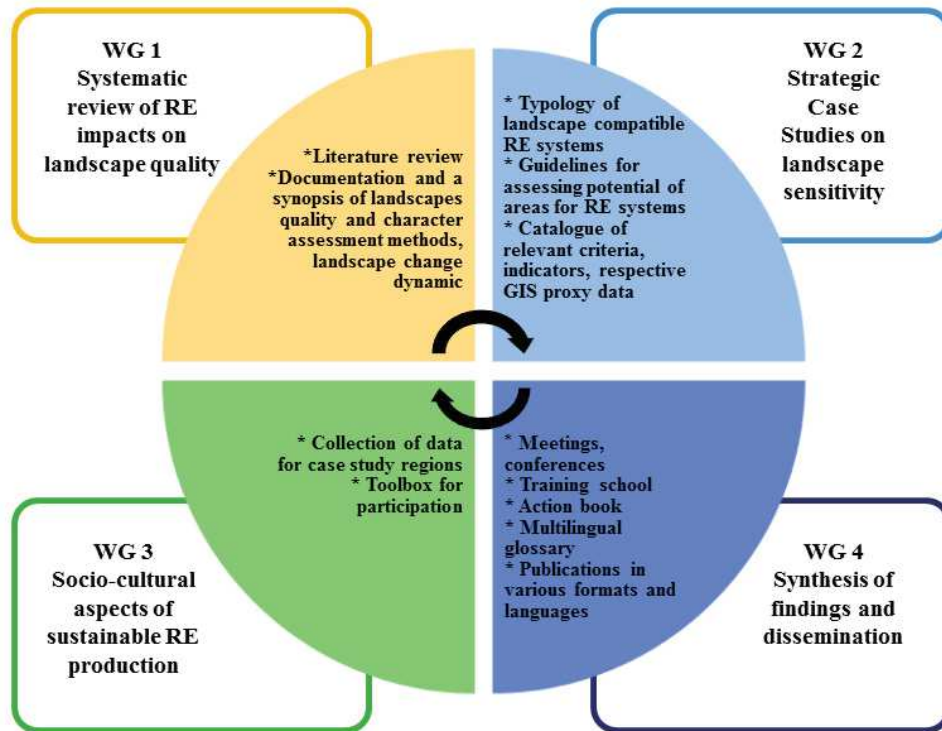 WG 1
Systematic
review of RE
impacts on
landscape quality
*Literature review
*Documentation and a
synopsis of landscapes
quality and character
assessment methods,
landscape change
dynamic
* Typology of
landscape compatible
RE systems
* Guidelines for
assessing potential of
areas for RE systems
* Catalogue of
relevant criteria,
indicators, respective
GIS proxy data
WG 2
Strategic
Case
Studies on
landscape
sensitivity
WG 3
Socio-cultural
aspects of
sustainable RE
production
* Collection of data
for case study regions
* Toolbox for
participation
* Meetings,
conferences
* Training school
* Action book
* Multilingual
glossary
* Publications in
various formats and
languages
WG 4
Synthesis of
findings and
dissemination